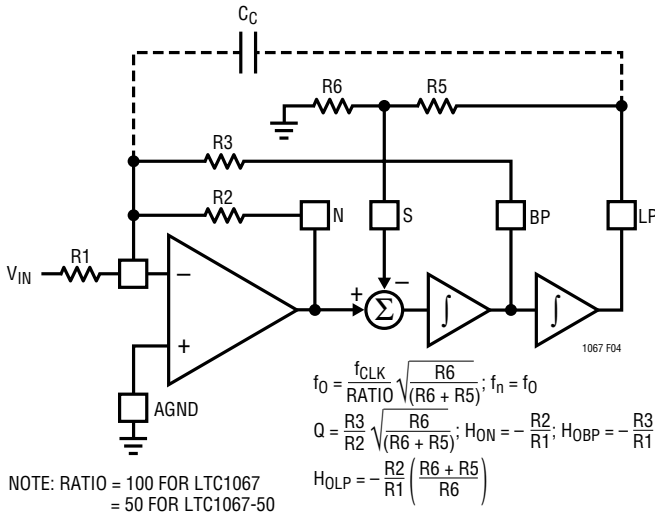 C_C
R6
R5
R3
R2
N
S
BP
LP
R1
V_IN
−
+
+
−
Σ
∫
∫
AGND
1067 F04
f_O = f_CLK/RATIO √(R6/(R6 + R5)); f_n = f_O
Q = R3/R2 √(R6/(R6 + R5)); H_ON = − R2/R1; H_OBP = − R3/R1
H_OLP = − R2/R1 ((R6 + R5)/R6)
NOTE: RATIO = 100 FOR LTC1067
= 50 FOR LTC1067-50